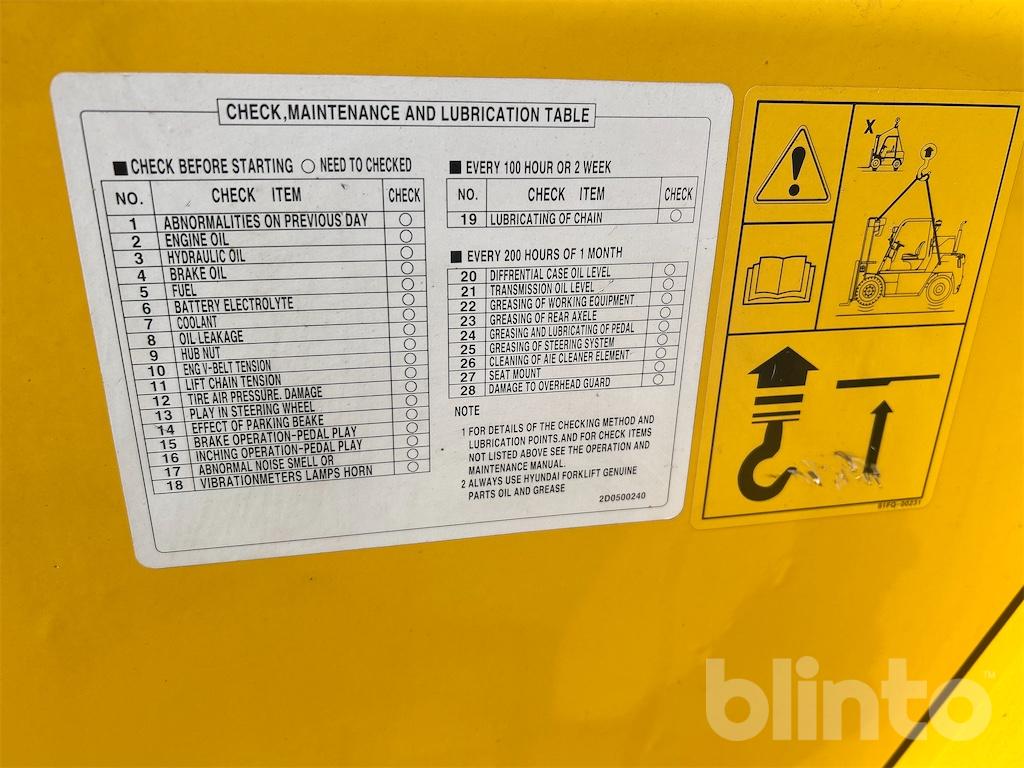 CHECK,MAINTENANCE AND LUBRICATION TABLE
■ CHECK BEFORE STARTING ○ NEED TO CHECKED
NO. CHECK ITEM CHECK
1 ABNORMALITIES ON PREVIOUS DAY ○
2 ENGINE OIL ○
3 HYDRAULIC OIL ○
4 BRAKE OIL ○
5 FUEL ○
6 BATTERY ELECTROLYTE ○
7 COOLANT ○
8 OIL LEAKAGE ○
9 HUB NUT ○
10 ENG V-BELT TENSION ○
11 LIFT CHAIN TENSION ○
12 TIRE AIR PRESSURE. DAMAGE ○
13 PLAY IN STEERING WHEEL ○
14 EFFECT OF PARKING BEAKE ○
15 BRAKE OPERATION-PEDAL PLAY ○
16 INCHING OPERATION-PEDAL PLAY ○
17 ABNORMAL NOISE SMELL OR ○
18 VIBRATIONMETERS LAMPS HORN
■ EVERY 100 HOUR OR 2 WEEK
NO. CHECK ITEM CHECK
19 LUBRICATING OF CHAIN ○
■ EVERY 200 HOURS OF 1 MONTH
20 DIFFRENTIAL CASE OIL LEVEL ○
21 TRANSMISSION OIL LEVEL ○
22 GREASING OF WORKING EQUIPMENT ○
23 GREASING OF REAR AXELE ○
24 GREASING AND LUBRICATING OF PEDAL ○
25 GREASING OF STEERING SYSTEM ○
26 CLEANING OF AIE CLEANER ELEMENT ○
27 SEAT MOUNT ○
28 DAMAGE TO OVERHEAD GUARD ○
NOTE
1 FOR DETAILS OF THE CHECKING METHOD AND
LUBRICATION POINTS.AND FOR CHECK ITEMS
NOT LISTED ABOVE SEE THE OPERATION AND
MAINTENANCE MANUAL.
2 ALWAYS USE HYUNDAI FORKLIFT GENUINE
PARTS OIL AND GREASE
2D0500240
X
91FQ-00231
blinto™